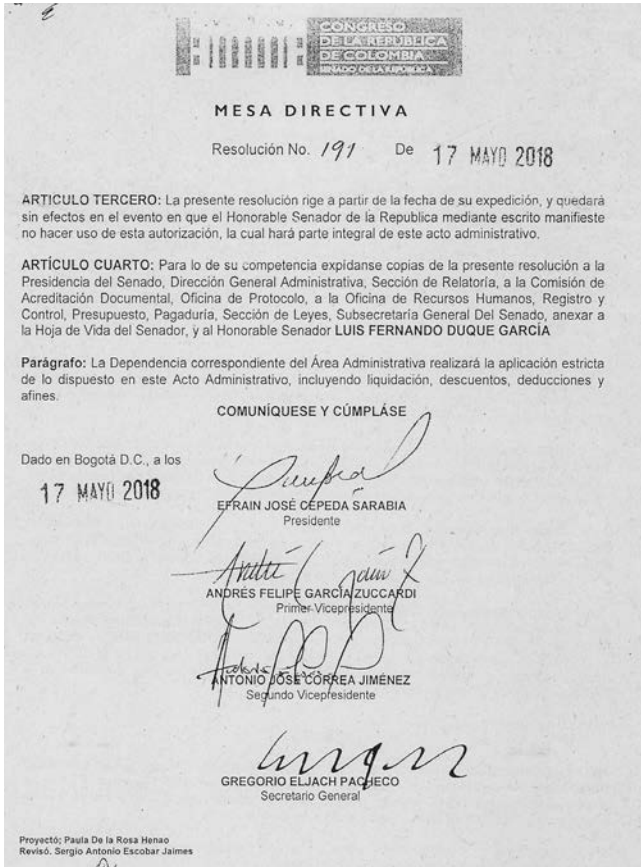 CONGRESO
DE LA REPÚBLICA
DE COLOMBIA
SENADO DE LA REPÚBLICA
MESA DIRECTIVA
Resolución No. 191 De 17 MAYO 2018
ARTICULO TERCERO: La presente resolución rige a partir de la fecha de su expedición, y quedará
sin efectos en el evento en que el Honorable Senador de la Republica mediante escrito manifieste
no hacer uso de esta autorización, la cual hará parte integral de este acto administrativo.
ARTÍCULO CUARTO: Para lo de su competencia expídanse copias de la presente resolución a la
Presidencia del Senado, Dirección General Administrativa, Sección de Relatoría, a la Comisión de
Acreditación Documental, Oficina de Protocolo, a la Oficina de Recursos Humanos, Registro y
Control, Presupuesto, Pagaduría, Sección de Leyes, Subsecretaría General Del Senado, anexar a
la Hoja de Vida del Senador, y al Honorable Senador LUIS FERNANDO DUQUE GARCÍA
Parágrafo: La Dependencia correspondiente del Área Administrativa realizará la aplicación estricta
de lo dispuesto en este Acto Administrativo, incluyendo liquidación, descuentos, deducciones y
afines.
COMUNÍQUESE Y CÚMPLASE
Dado en Bogotá D.C., a los
17 MAYO 2018
EFRAIN JOSÉ CEPEDA SARABIA
Presidente
ANDRÉS FELIPE GARCÍA ZUCCARDI
Primer Vicepresidente
ANTONIO JOSÉ CORREA JIMÉNEZ
Segundo Vicepresidente
GREGORIO ELJACH PACHECO
Secretario General
Proyectó: Paula De la Rosa Henao
Revisó. Sergio Antonio Escobar Jaimes